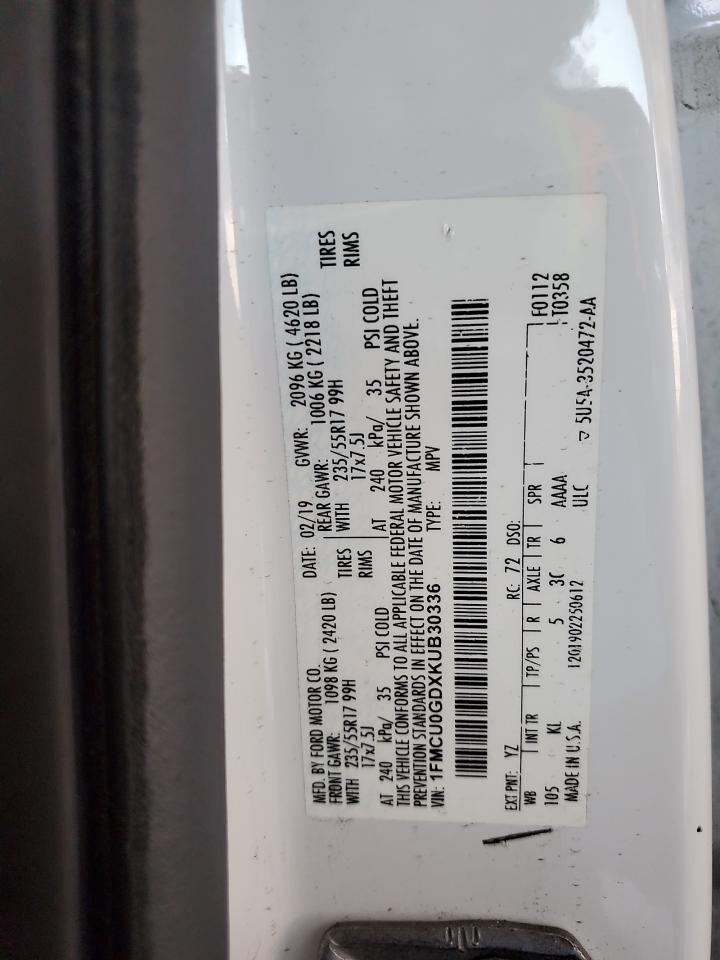 MFD. BY FORD MOTOR CO.
DATE: 02/19 GVWR: 2096 KG ( 4620 LB)
FRONT GAWR: 1098 KG ( 2420 LB) REAR GAWR: 1006 KG ( 2218 LB)
WITH 235/55R17 99H TIRES WITH 235/55R17 99H TIRES
17x7.5J RIMS 17x7.5J RIMS
AT 240 kPa/ 35 PSI COLD AT 240 kPa/ 35 PSI COLD
THIS VEHICLE CONFORMS TO ALL APPLICABLE FEDERAL MOTOR VEHICLE SAFETY AND THEFT
PREVENTION STANDARDS IN EFFECT ON THE DATE OF MANUFACTURE SHOWN ABOVE.
VIN: 1FMCU0GDXKUB30336 TYPE: MPV
EXT PNT: YZ RC: 72 DSO:
WB INT TR TP/PS R AXLE TR SPR F0112
105 KL 5 3C 6 AAAA T0358
MADE IN U.S.A. 1201902250612 ULC 5U5A-3520472-AA